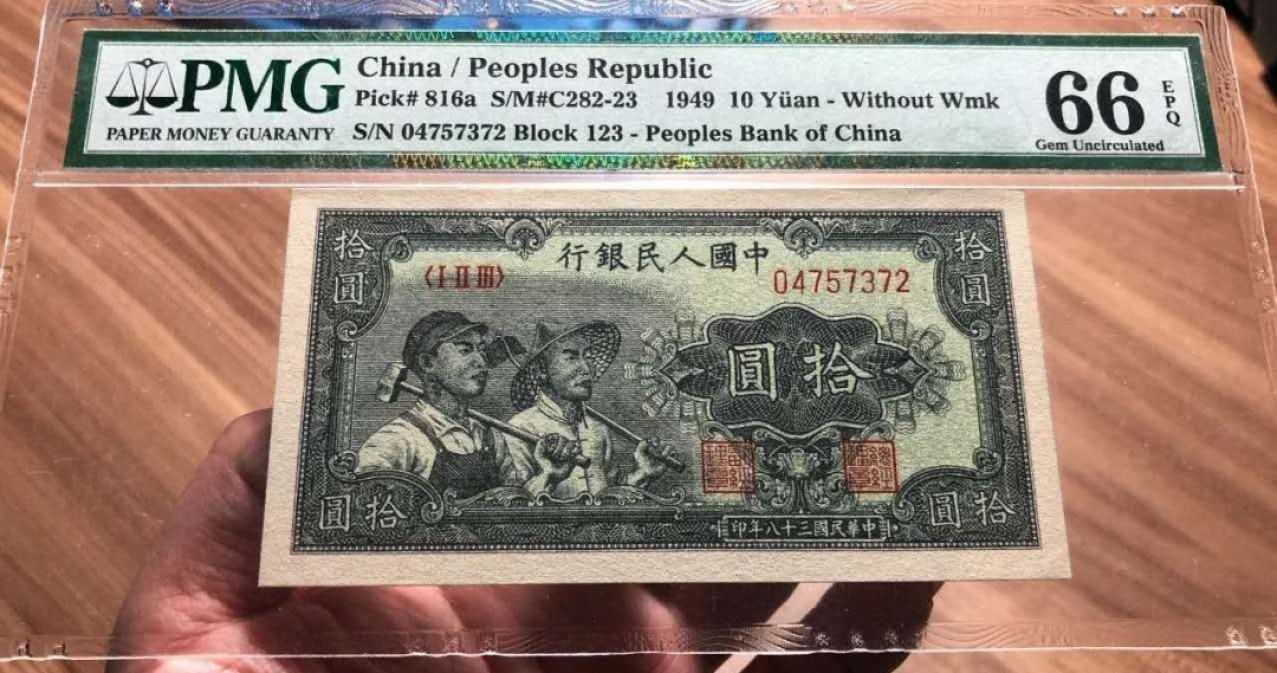 PMG
PAPER MONEY GUARANTY
China / Peoples Republic
Pick# 816a S/M#C282-23 1949 10 Yüan - Without Wmk
S/N 04757372 Block 123 - Peoples Bank of China
66
EPQ
Gem Uncirculated
中國人民銀行
拾圓
拾圓
〈I II III〉
04757372
拾圓
拾圓
拾圓
中華民國三十八年印